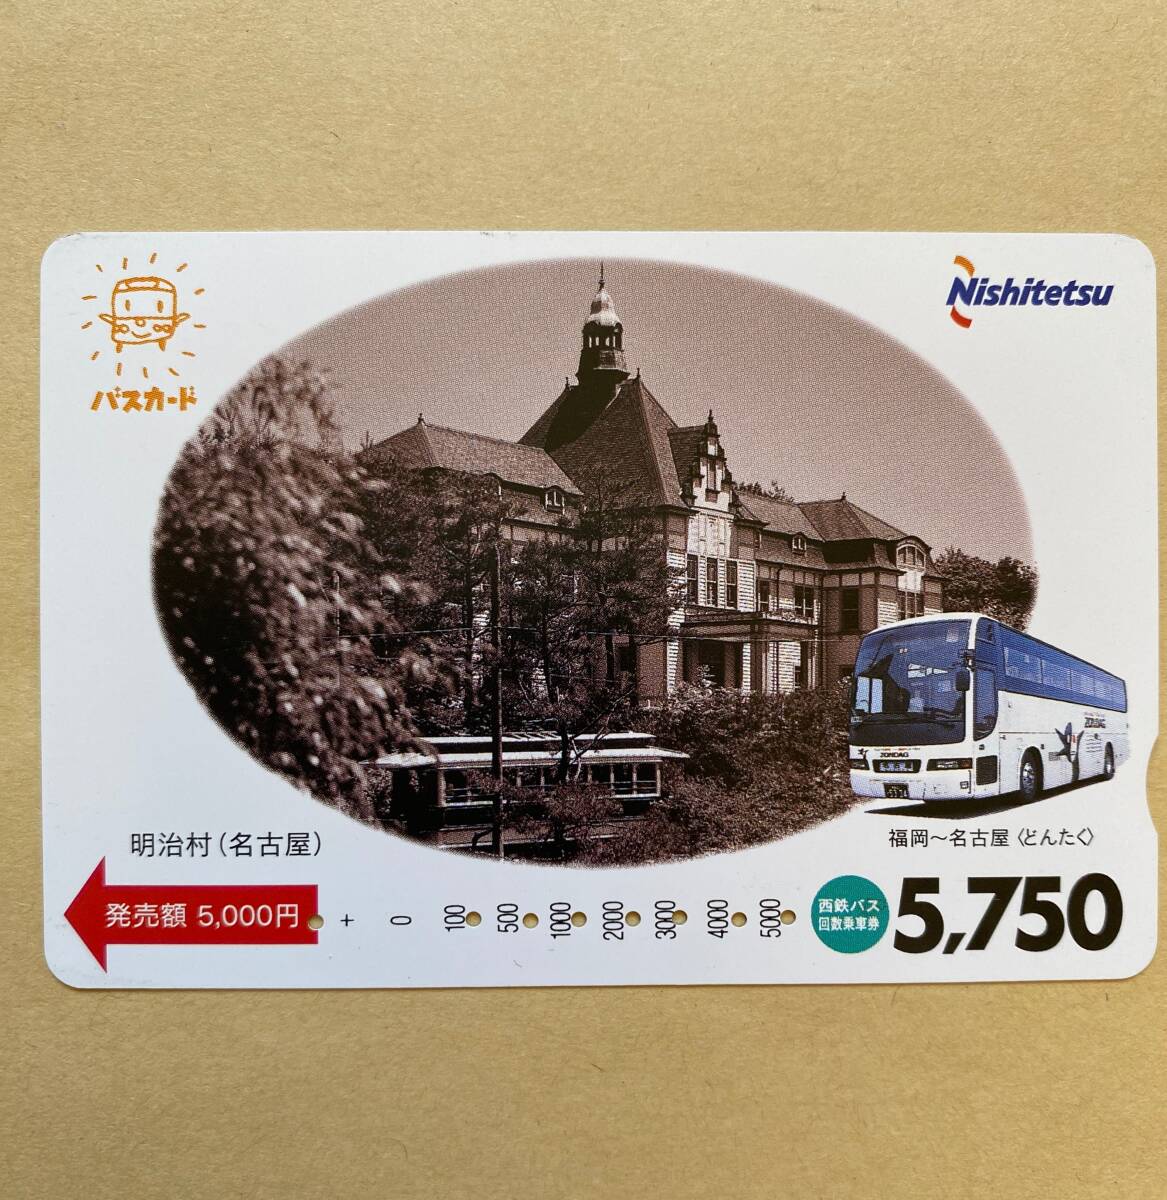 バスカード
Nishitetsu
ZONDAG
ZONDAG
明治村(名古屋)
福岡～名古屋〈どんたく〉
発売額 5,000円
+ 0 100 500 1000 2000 3000 4000 5000
西鉄バス
回数乗車券
5,750